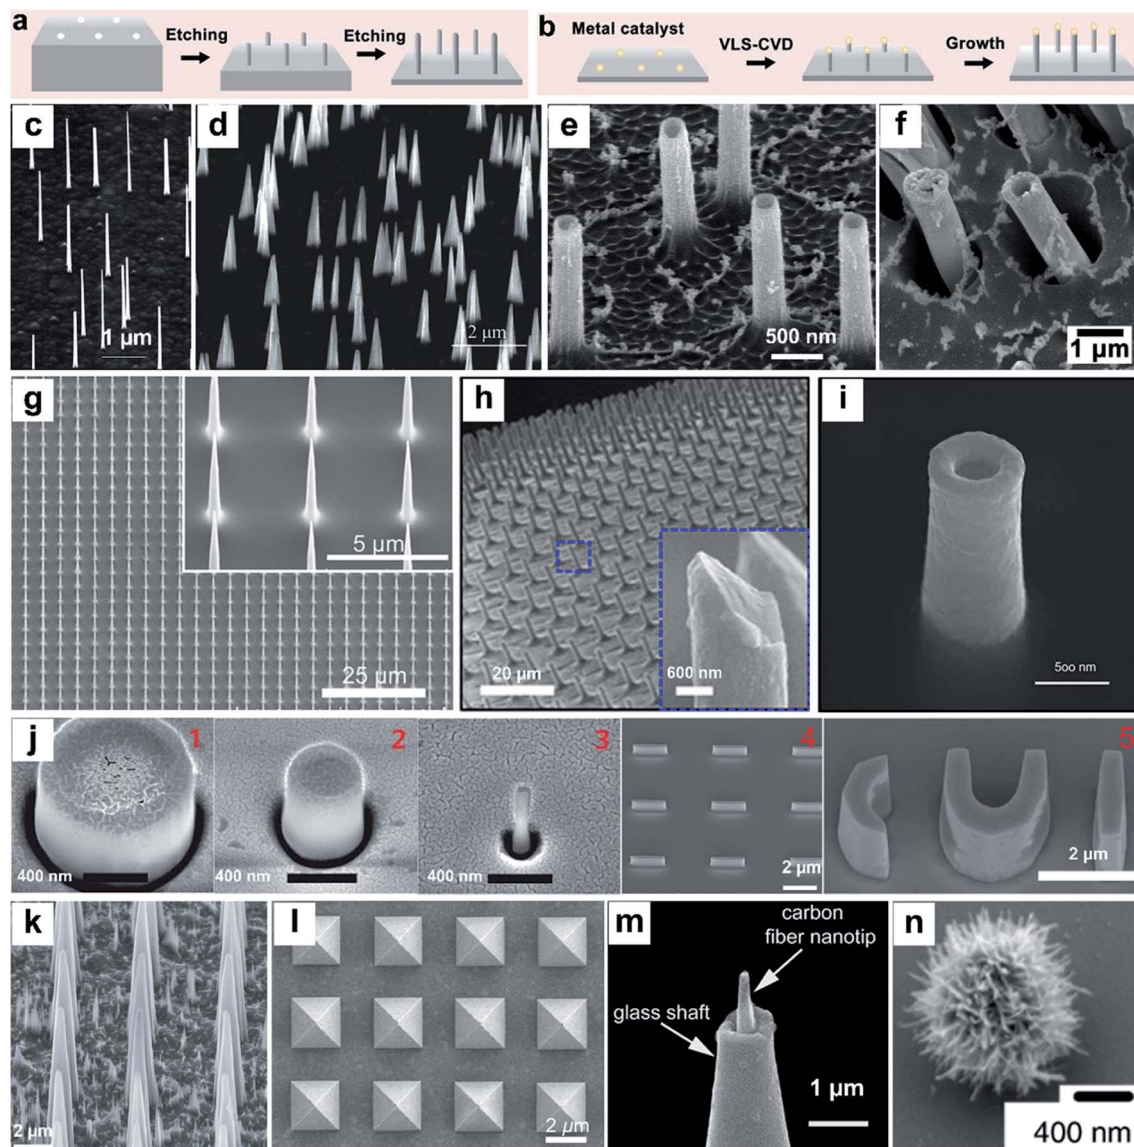 a
Etching
Etching
b
Metal catalyst
VLS-CVD
Growth
c
1 µm
d
2 µm
e
500 nm
f
1 µm
g
5 µm
25 µm
h
20 µm
600 nm
i
500 nm
j
1
400 nm
2
400 nm
3
400 nm
4
2 µm
5
2 µm
k
2 µm
l
2 µm
m
carbon
fiber nanotip
glass shaft
1 µm
n
400 nm